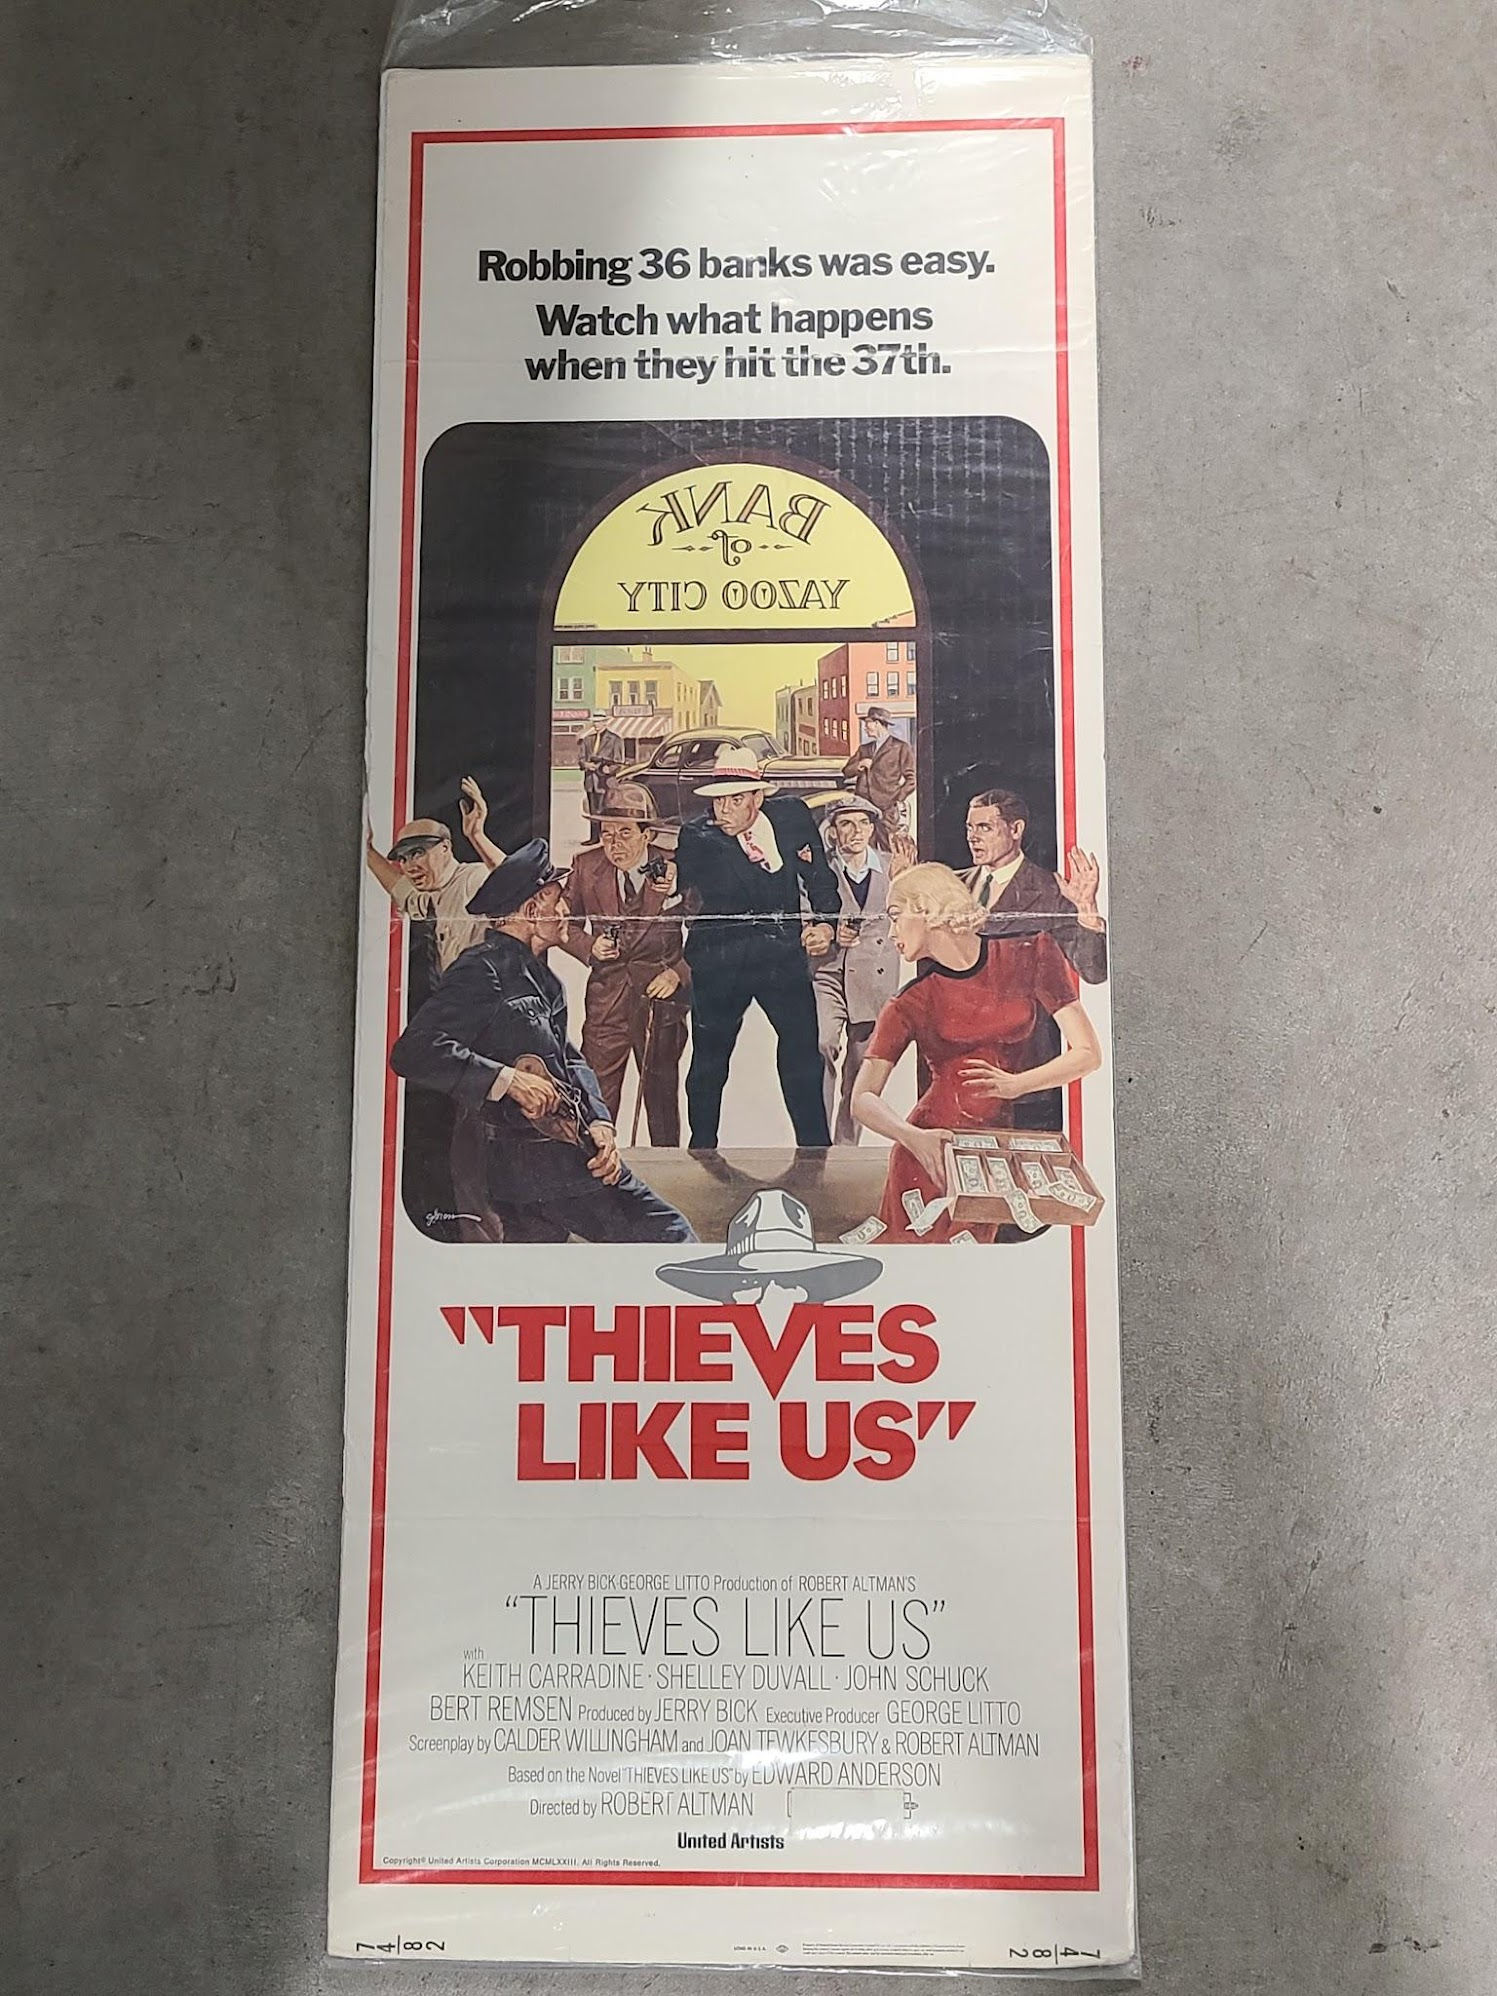 Robbing 36 banks was easy.
Watch what happens
when they hit the 37th.
BANK
of
YAZOO CITY
"THIEVES
LIKE US"
A JERRY BICK-GEORGE LITTO Production of ROBERT ALTMAN'S
"THIEVES LIKE US"
with
KEITH CARRADINE · SHELLEY DUVALL · JOHN SCHUCK
BERT REMSEN Produced by JERRY BICK Executive Producer GEORGE LITTO
Screenplay by CALDER WILLINGHAM and JOAN TEWKESBURY & ROBERT ALTMAN
Based on the Novel "THIEVES LIKE US" by EDWARD ANDERSON
Directed by ROBERT ALTMAN
United Artists
Copyright© United Artists Corporation MCMLXXIII. All Rights Reserved.
74/82
74/82